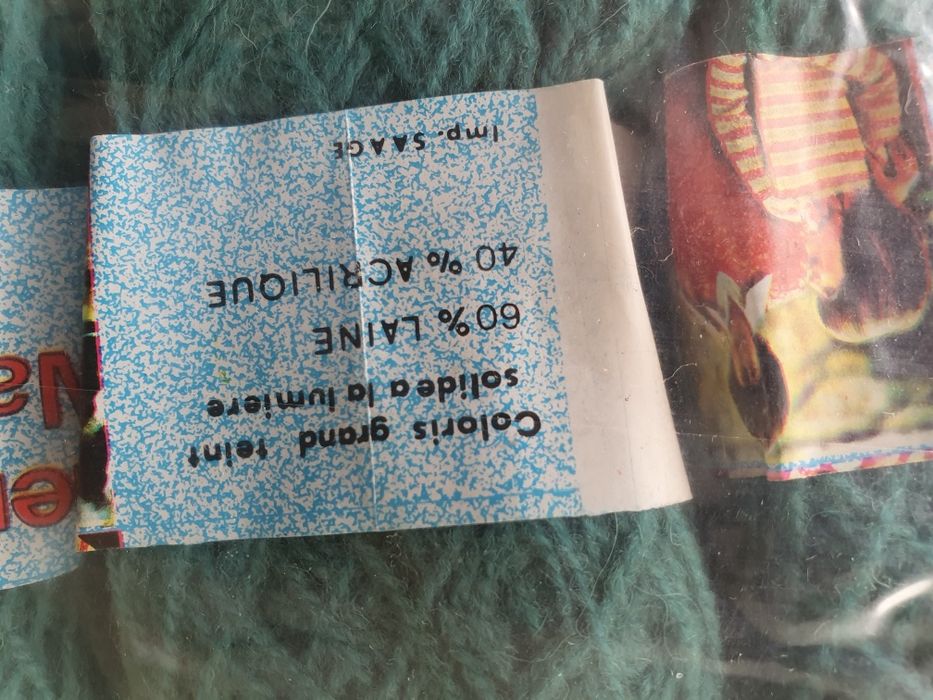 Coloris grand teint
solide a la lumiere
60% LAINE
40% ACRILIQUE
Imp. SAAGE